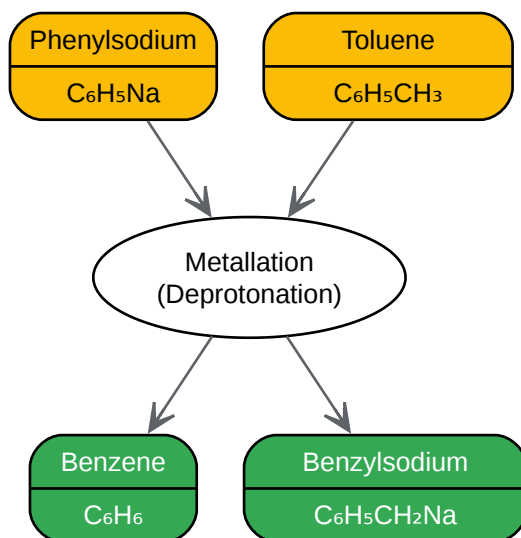 Phenylsodium
C₆H₅Na
Toluene
C₆H₅CH₃
Metallation
(Deprotonation)
Benzene
C₆H₆
Benzylsodium
C₆H₅CH₂Na